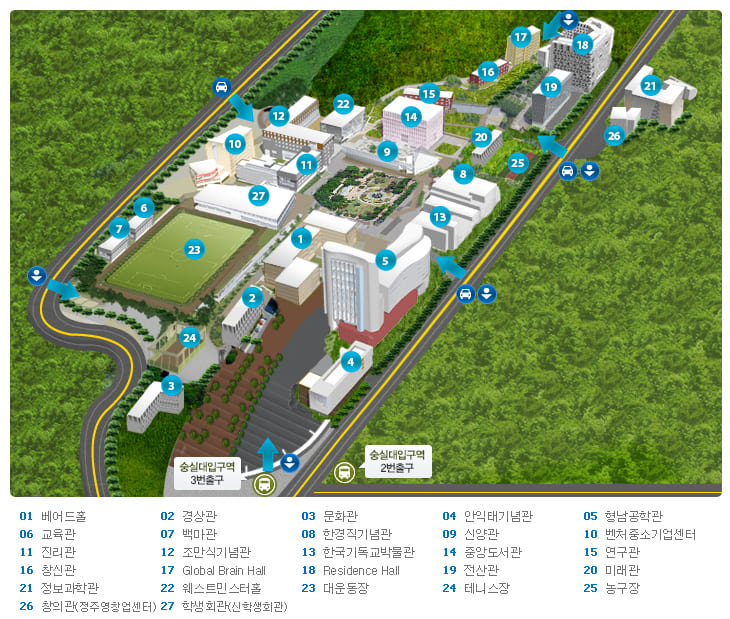 17
18
21
16
19
15
12
22
14
20
26
10
9
25
11
8
27
6
13
7
1
23
5
2
24
4
3
숭실대입구역
3번출구
숭실대입구역
2번출구
01 베어드홀 02 경상관 03 문화관 04 안익태기념관 05 형남공학관
06 교육관 07 백마관 08 한경직기념관 09 신양관 10 벤처중소기업센터
11 진리관 12 조만식기념관 13 한국기독교박물관 14 중앙도서관 15 연구관
16 창신관 17 Global Brain Hall 18 Residence Hall 19 전산관 20 미래관
21 정보과학관 22 웨스트민스터홀 23 대운동장 24 테니스장 25 농구장
26 창의관(정주영창업센터) 27 학생회관(신학생회관)